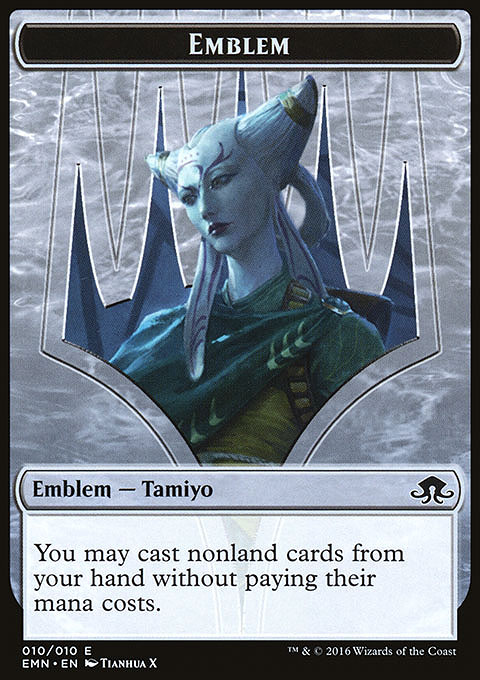 EMBLEM
Emblem — Tamiyo
You may cast nonland cards from
your hand without paying their
mana costs.
010/010 E
EMN • EN Tianhua X
™ & © 2016 Wizards of the Coast